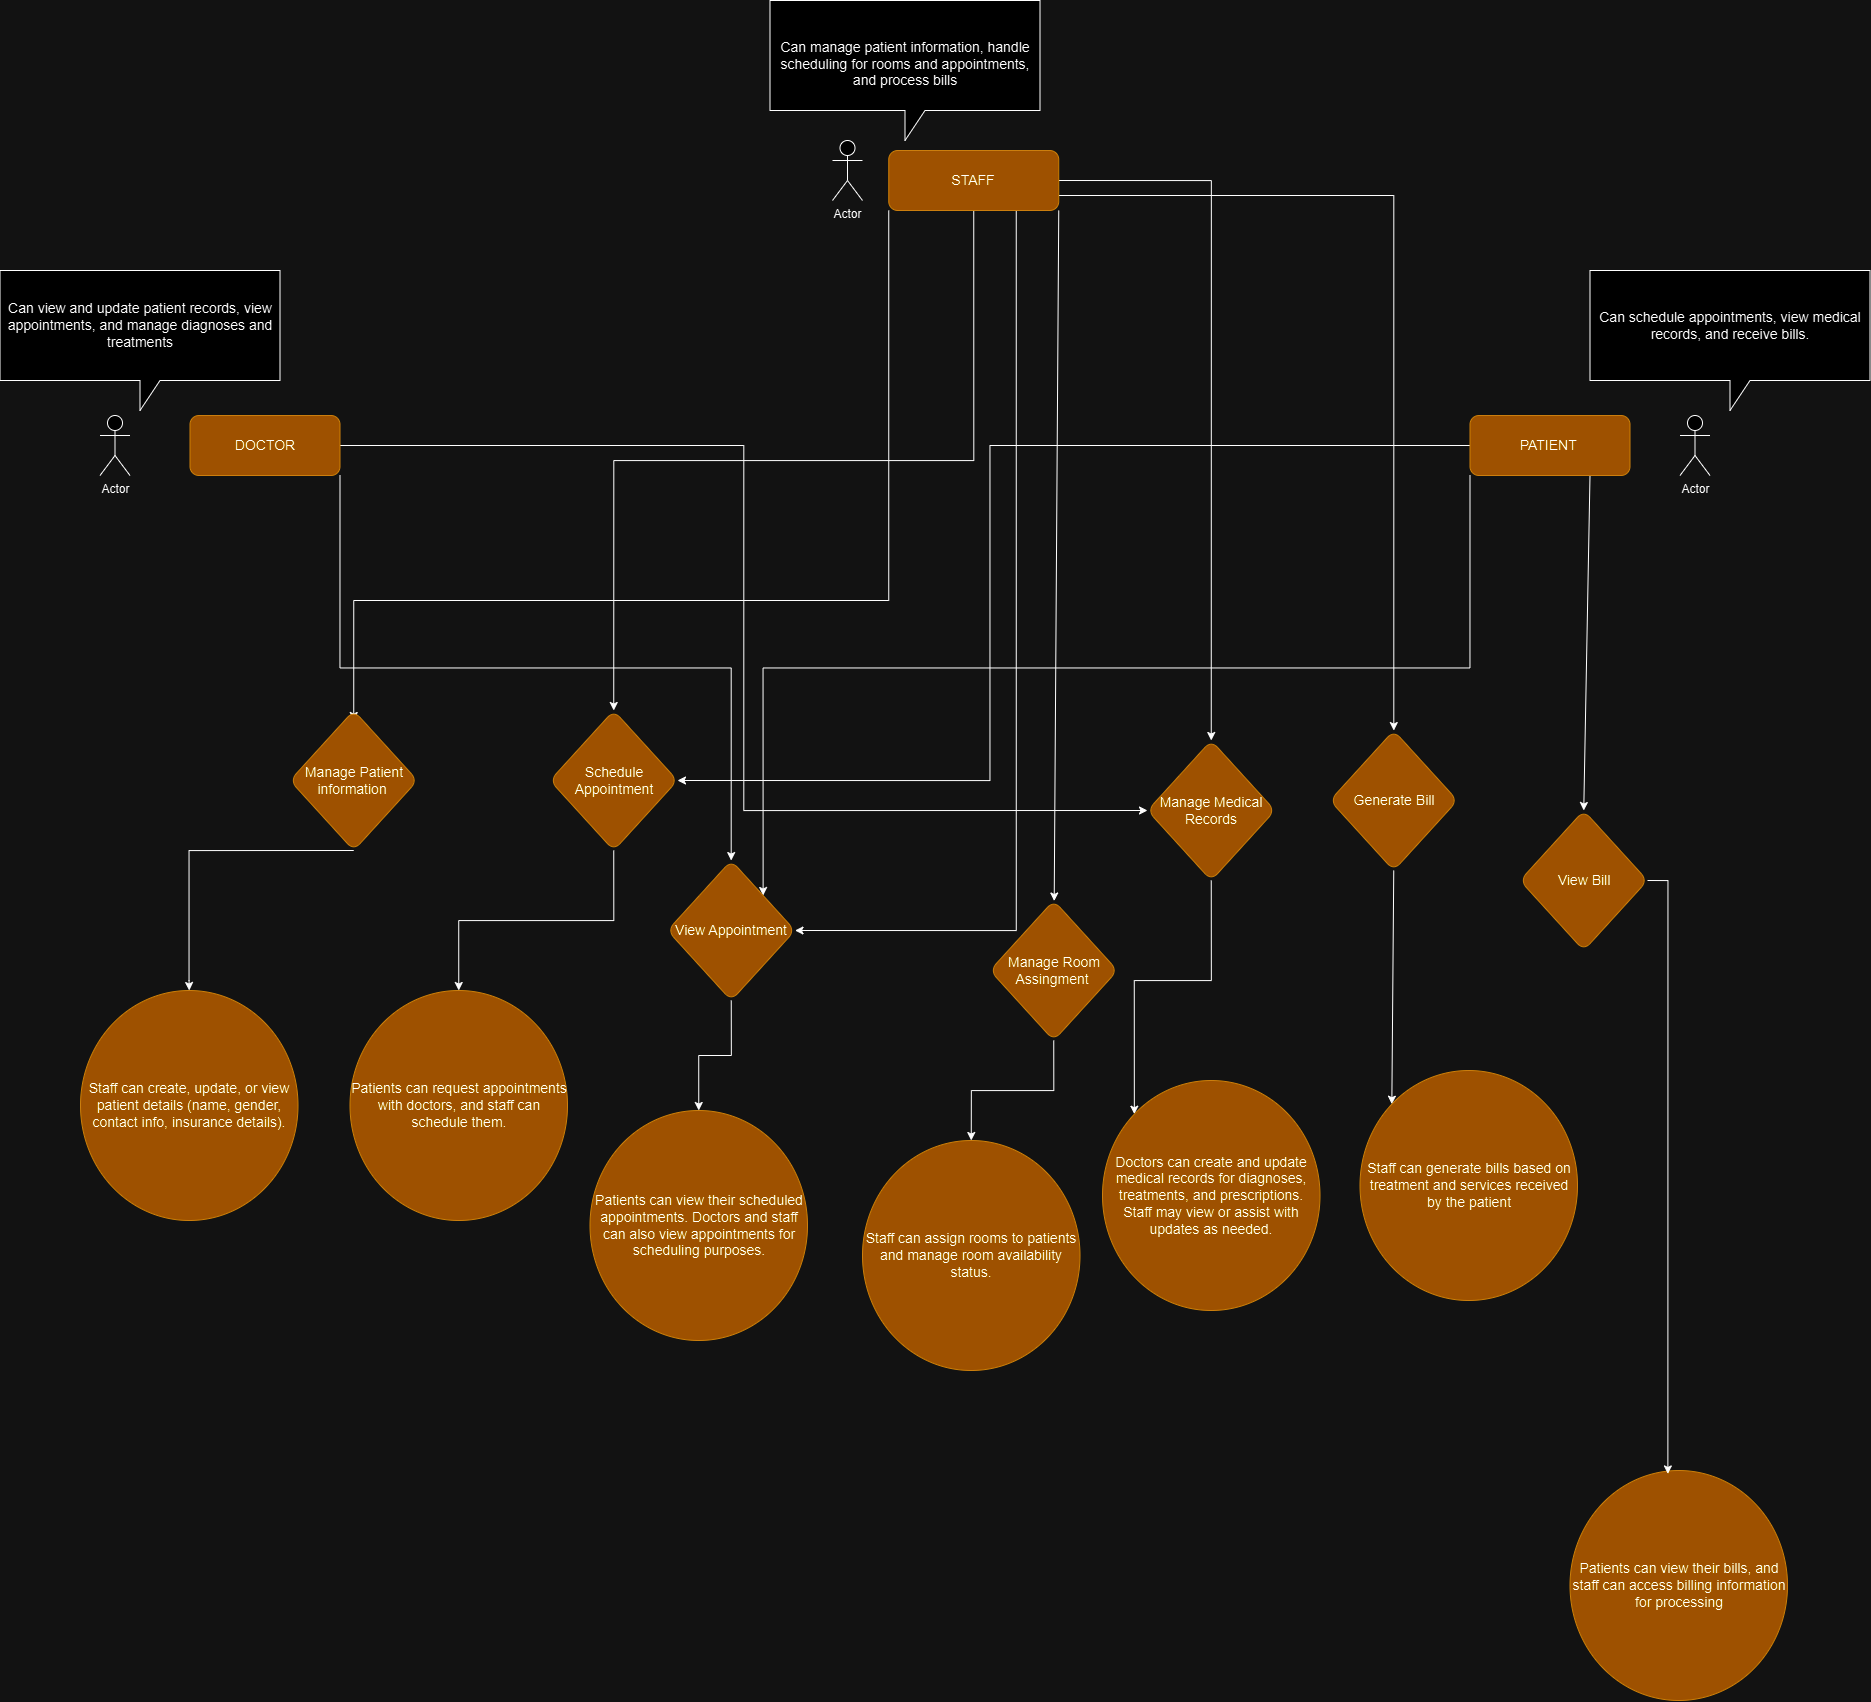 Can manage patient information, handle
scheduling for rooms and appointments,
and process bills
STAFF
Actor
Can view and update patient records, view
appointments, and manage diagnoses and
treatments
Can schedule appointments, view medical
records, and receive bills.
DOCTOR
Actor
PATIENT
Actor
Manage Patient
information
Schedule
Appointment
Manage Medical
Records
Generate Bill
View Bill
View Appointment
Manage Room
Assingment
Staff can create, update, or view
patient details (name, gender,
contact info, insurance details).
Patients can request appointments
with doctors, and staff can
schedule them.
Patients can view their scheduled
appointments. Doctors and staff
can also view appointments for
scheduling purposes.
Staff can assign rooms to patients
and manage room availability
status.
Doctors can create and update
medical records for diagnoses,
treatments, and prescriptions.
Staff may view or assist with
updates as needed.
Staff can generate bills based on
treatment and services received
by the patient
Patients can view their bills, and
staff can access billing information
for processing